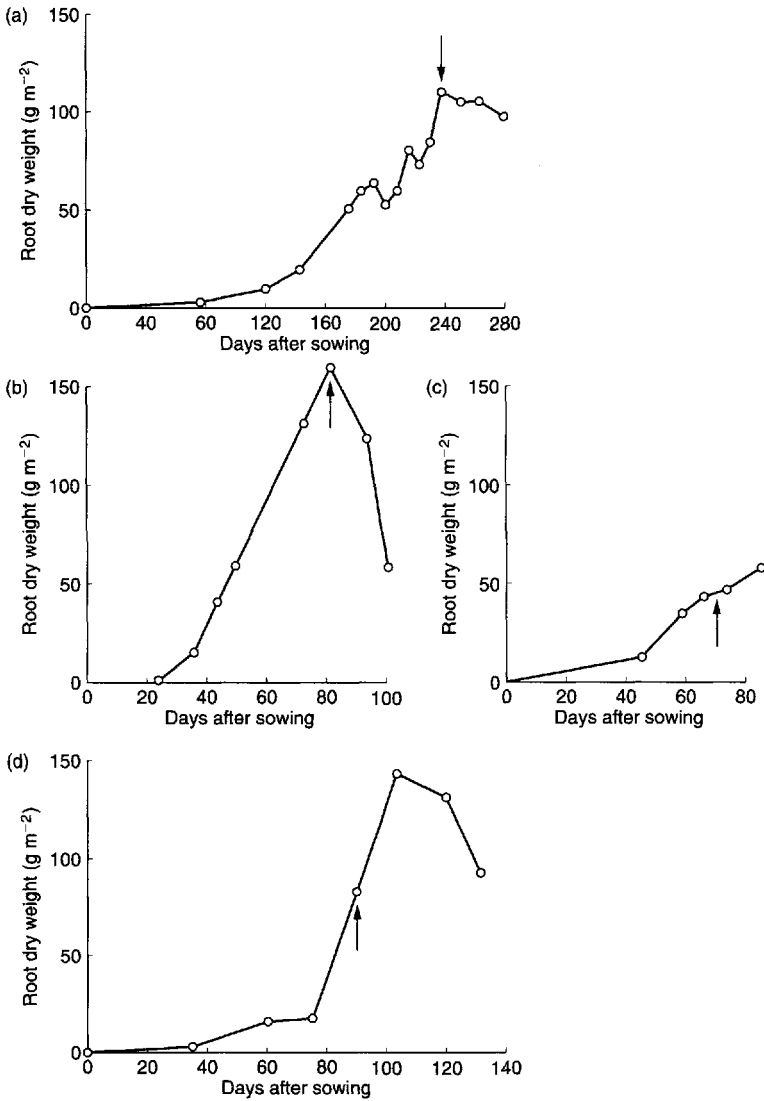 (a)
150
100
50
0
Root dry weight (g m⁻²)
0 40 60 120 160 200 240 280
Days after sowing
(b)
150
100
50
0
Root dry weight (g m⁻²)
0 20 40 60 80 100
Days after sowing
(c)
150
100
50
0
Root dry weight (g m⁻²)
0 20 40 60 80
Days after sowing
(d)
150
100
50
0
Root dry weight (g m⁻²)
0 20 40 60 80 100 120 140
Days after sowing